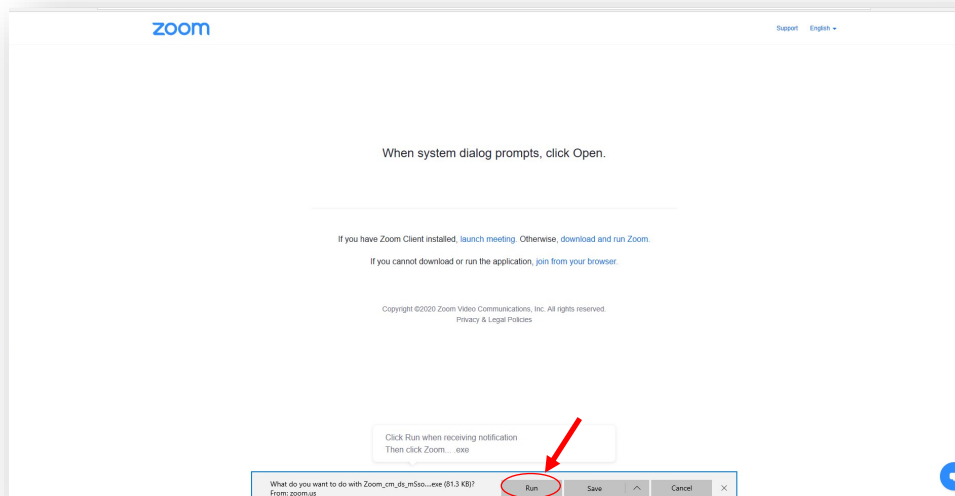 zoom
Support English
When system dialog prompts, click Open.
If you have Zoom Client installed, launch meeting. Otherwise, download and run Zoom.
If you cannot download or run the application, join from your browser.
Copyright ©2020 Zoom Video Communications, Inc. All rights reserved.
Privacy & Legal Policies
Click Run when receiving notification
Then click Zoom... .exe
What do you want to do with Zoom_cm_ds_mSso....exe (81.3 KB)?
From: zoom.us
Run Save Cancel